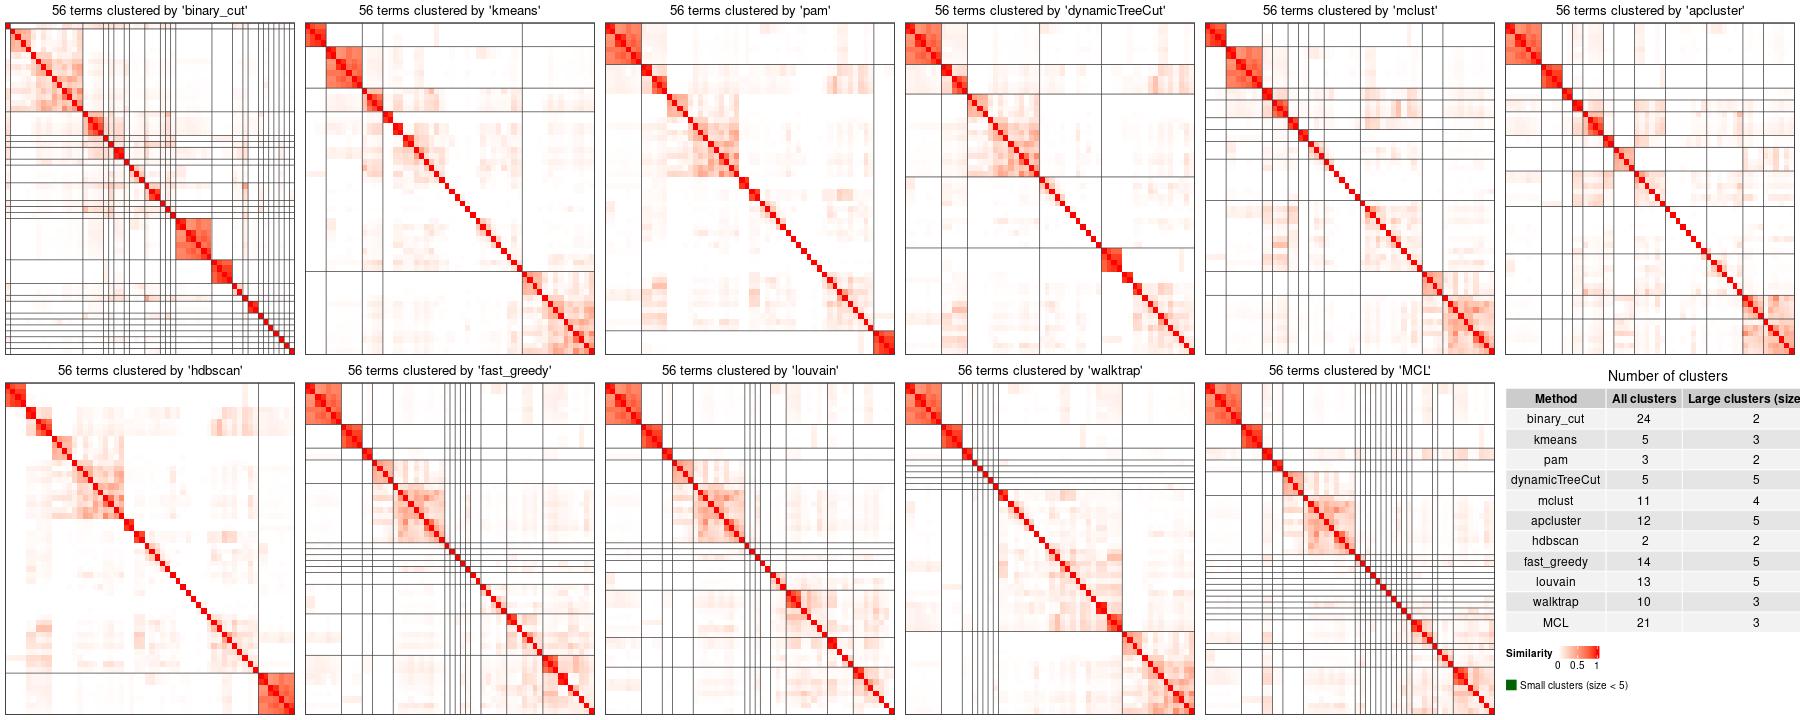 56 terms clustered by 'binary_cut'
56 terms clustered by 'kmeans'
56 terms clustered by 'pam'
56 terms clustered by 'dynamicTreeCut'
56 terms clustered by 'mclust'
56 terms clustered by 'apcluster'
56 terms clustered by 'hdbscan'
56 terms clustered by 'fast_greedy'
56 terms clustered by 'louvain'
56 terms clustered by 'walktrap'
56 terms clustered by 'MCL'
Number of clusters
Method All clusters Large clusters (size
binary_cut 24 2
kmeans 5 3
pam 3 2
dynamicTreeCut 5 5
mclust 11 4
apcluster 12 5
hdbscan 2 2
fast_greedy 14 5
louvain 13 5
walktrap 10 3
MCL 21 3
Similarity
0 0.5 1
Small clusters (size < 5)